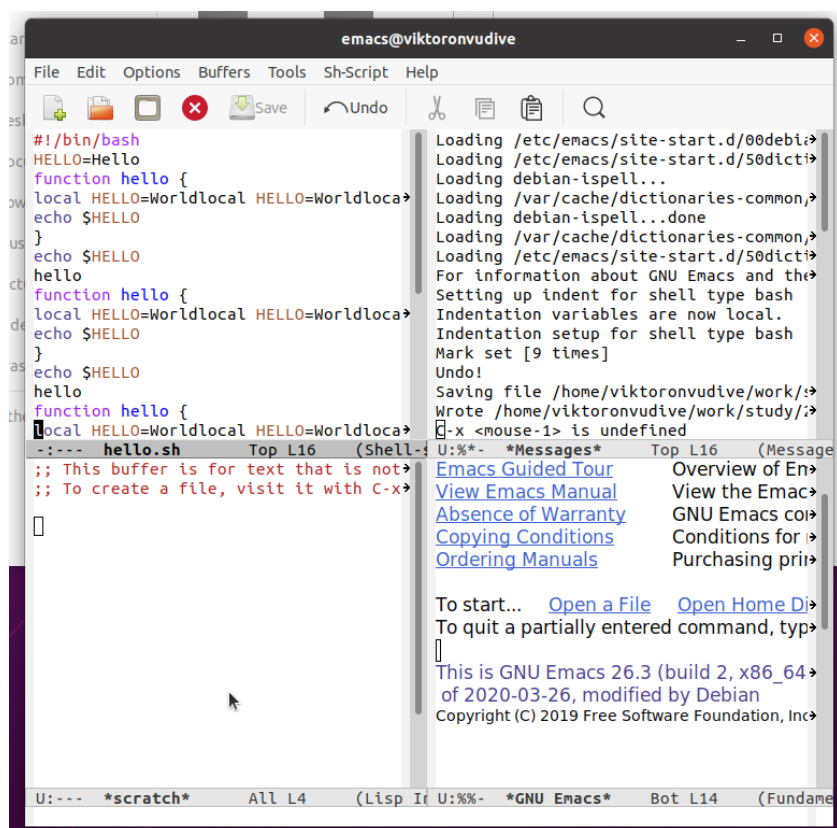 emacs@viktoronvudive
File Edit Options Buffers Tools Sh-Script Help
Save Undo
#!/bin/bash
HELLO=Hello
function hello {
local HELLO=Worldlocal HELLO=Worldloca
echo $HELLO
}
echo $HELLO
hello
function hello {
local HELLO=Worldlocal HELLO=Worldloca
echo $HELLO
}
echo $HELLO
hello
function hello {
local HELLO=Worldlocal HELLO=Worldloca
-:--- hello.sh Top L16 (Shell-s
Loading /etc/emacs/site-start.d/00debia
Loading /etc/emacs/site-start.d/50dicti
Loading debian-ispell...
Loading /var/cache/dictionaries-common/
Loading debian-ispell...done
Loading /var/cache/dictionaries-common/
Loading /etc/emacs/site-start.d/50dicti
For information about GNU Emacs and the
Setting up indent for shell type bash
Indentation variables are now local.
Indentation setup for shell type bash
Mark set [9 times]
Undo!
Saving file /home/viktoronvudive/work/s
Wrote /home/viktoronvudive/work/study/2
C-x <mouse-1> is undefined
U:%*- *Messages* Top L16 (Message
;; This buffer is for text that is not
;; To create a file, visit it with C-x
U:--- *scratch* All L4 (Lisp In
Emacs Guided Tour Overview of Em
View Emacs Manual View the Emac
Absence of Warranty GNU Emacs co
Copying Conditions Conditions for
Ordering Manuals Purchasing prin
To start... Open a File Open Home Di
To quit a partially entered command, typ
This is GNU Emacs 26.3 (build 2, x86_64
of 2020-03-26, modified by Debian
Copyright (C) 2019 Free Software Foundation, Inc
U:%%- *GNU Emacs* Bot L14 (Fundame